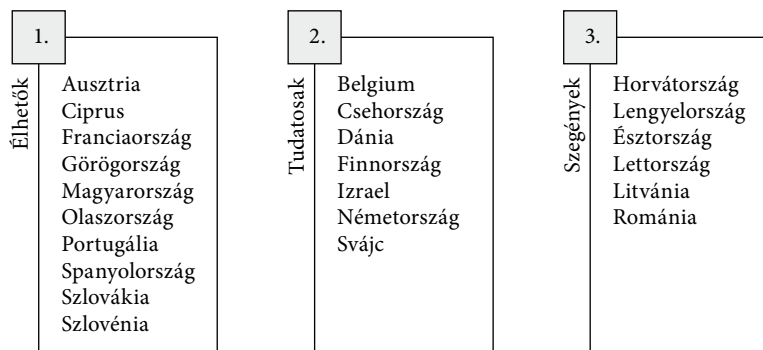 1.
Élhetők
Ausztria
Ciprus
Franciaország
Görögország
Magyarország
Olaszország
Portugália
Spanyolország
Szlovákia
Szlovénia
2.
Tudatosak
Belgium
Csehország
Dánia
Finnország
Izrael
Németország
Svájc
3.
Szegények
Horvátország
Lengyelország
Észtország
Lettország
Litvánia
Románia